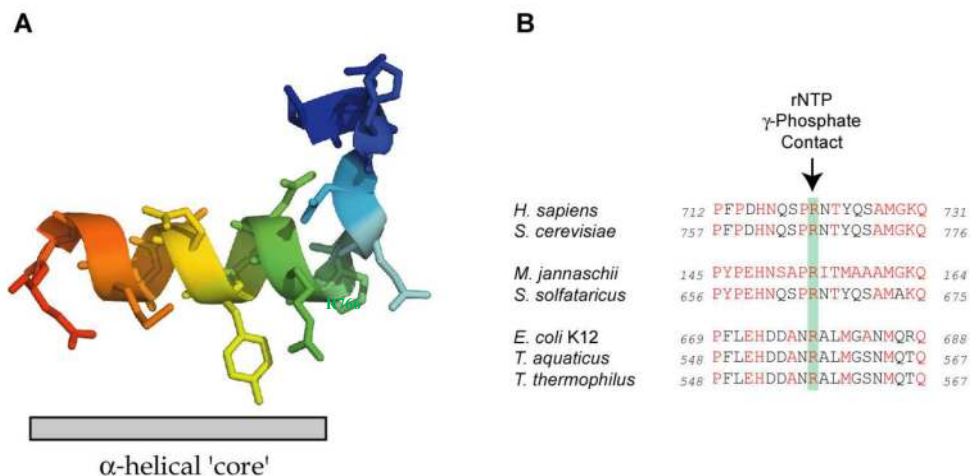 A
B
rNTP
γ-Phosphate
Contact
H. sapiens 712 PFPDHNQSPRNTYQSAMGKQ 731
S. cerevisiae 757 PFPDHNQSPRNTYQSAMGKQ 776
M. jannaschii 145 PYPEHNSAPRITMAAAMGKQ 164
S. solfataricus 656 PYPEHNQSPRNTYQSAMAKQ 675
E. coli K12 669 PFLEHDDANRALMGANMQRQ 688
T. aquaticus 548 PFLEHDDANRALMGSNMQTQ 567
T. thermophilus 548 PFLEHDDANRALMGSNMQTQ 567
R766
α-helical 'core'